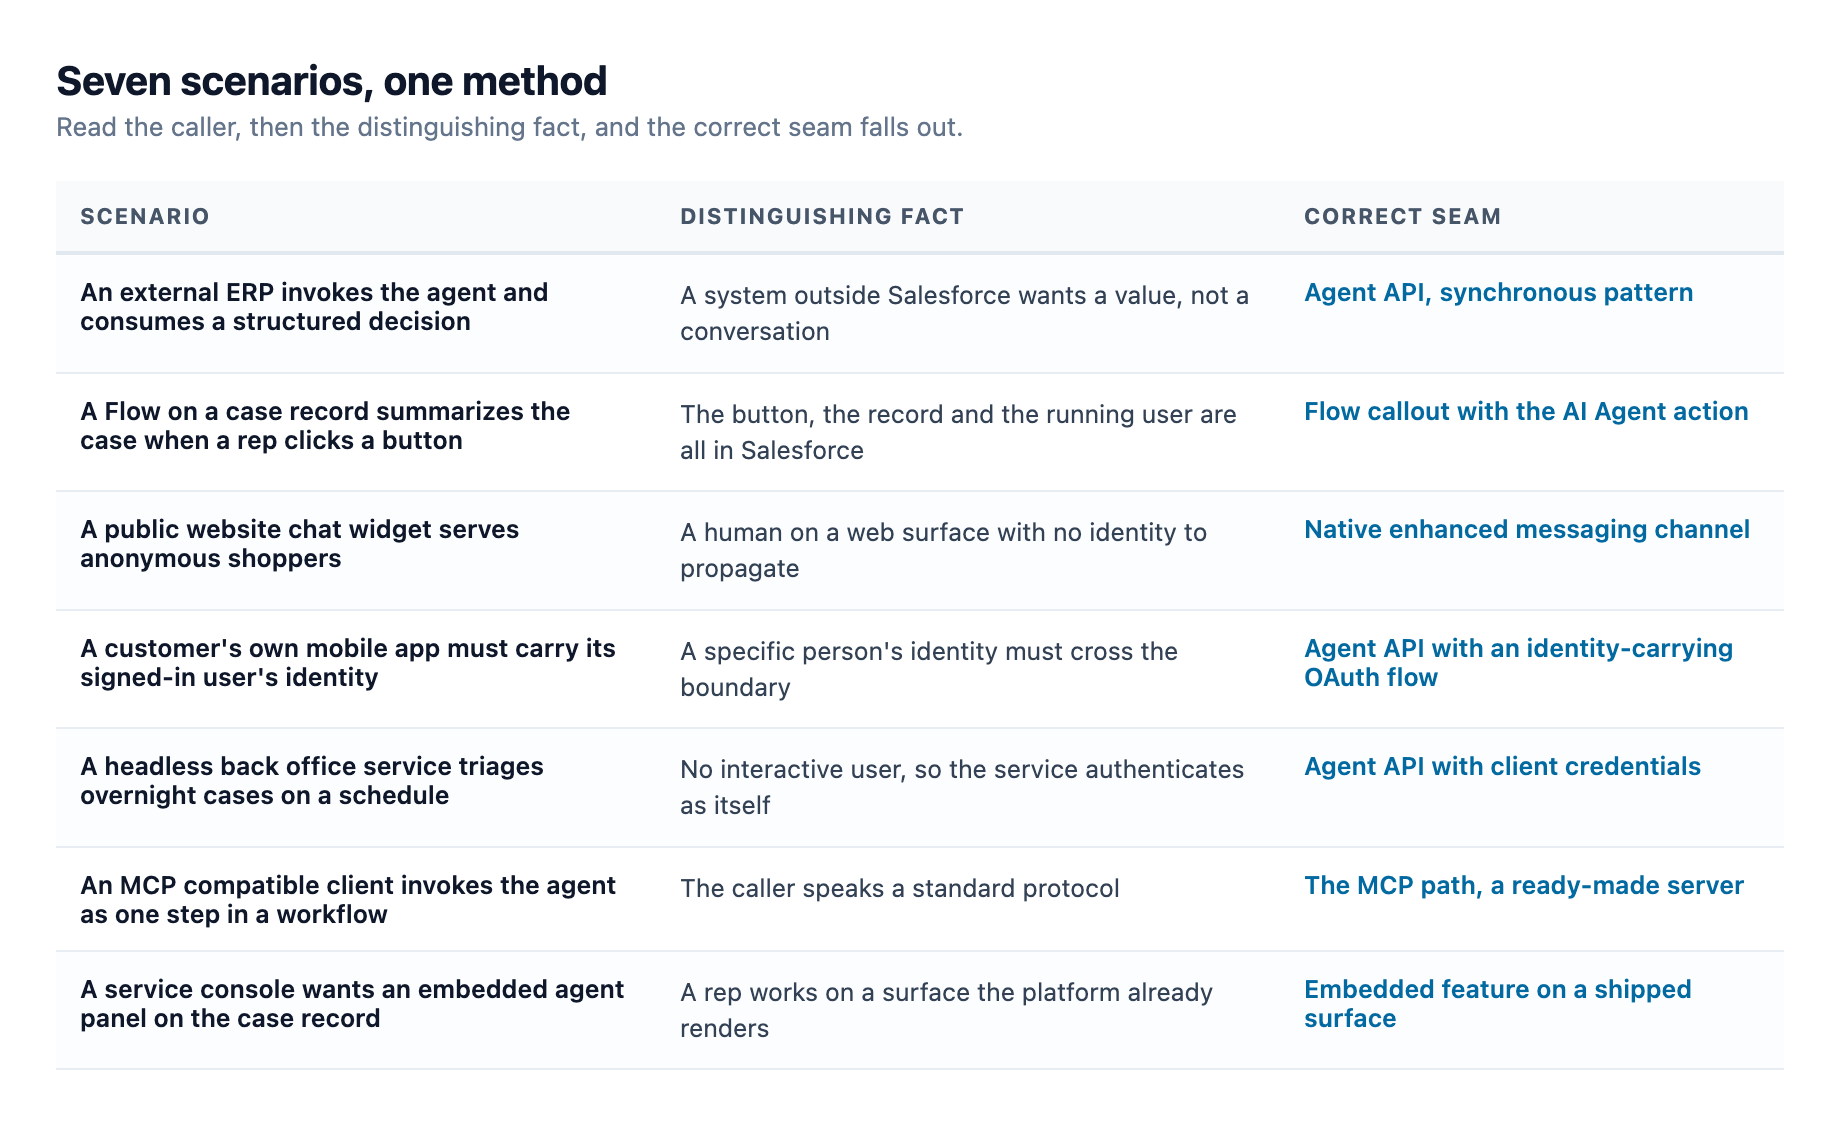 Seven scenarios, one method
Read the caller, then the distinguishing fact, and the correct seam falls out.
SCENARIO
DISTINGUISHING FACT
CORRECT SEAM
An external ERP invokes the agent and
consumes a structured decision
A system outside Salesforce wants a value, not a
conversation
Agent API, synchronous pattern
A Flow on a case record summarizes the
case when a rep clicks a button
The button, the record and the running user are
all in Salesforce
Flow callout with the AI Agent action
A public website chat widget serves
anonymous shoppers
A human on a web surface with no identity to
propagate
Native enhanced messaging channel
A customer's own mobile app must carry its
signed-in user's identity
A specific person's identity must cross the
boundary
Agent API with an identity-carrying
OAuth flow
A headless back office service triages
overnight cases on a schedule
No interactive user, so the service authenticates
as itself
Agent API with client credentials
An MCP compatible client invokes the agent
as one step in a workflow
The caller speaks a standard protocol
The MCP path, a ready-made server
A service console wants an embedded agent
panel on the case record
A rep works on a surface the platform already
renders
Embedded feature on a shipped
surface